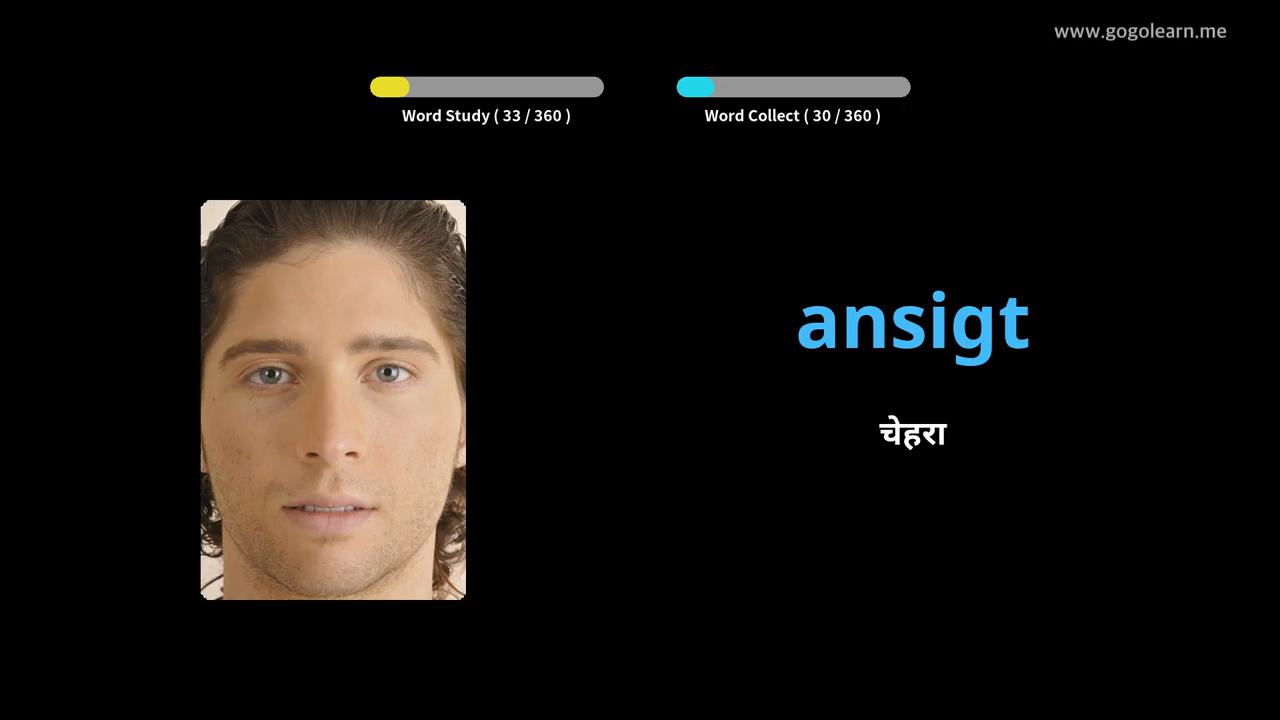 www.gogolearn.me
Word Study ( 33 / 360 )
Word Collect ( 30 / 360 )
ansigt
चेहरा